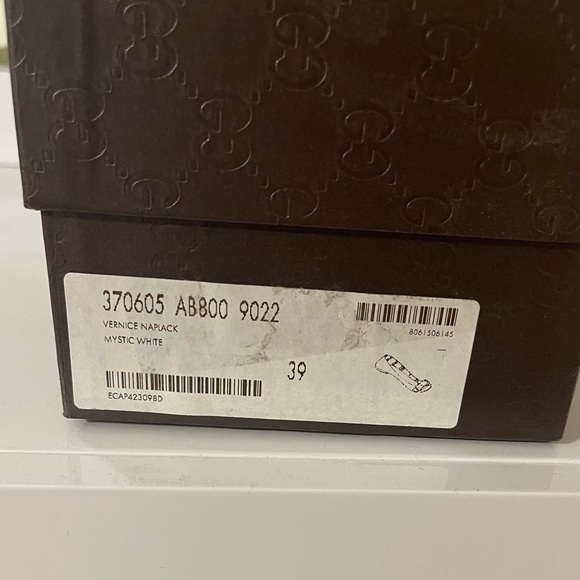 370605 AB800 9022
VERNICE NAPLACK
MYSTIC WHITE
8061506145
39
ECAP423098D